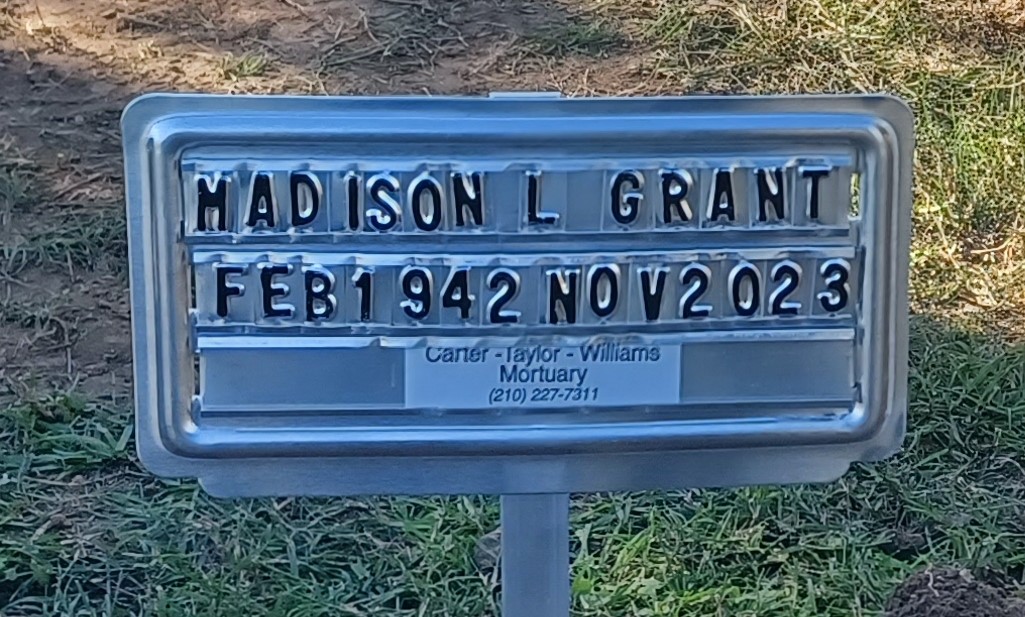 MADISON L GRANT
FEB1942 NOV2023
Carter -Taylor - Williams
Mortuary
(210) 227-7311